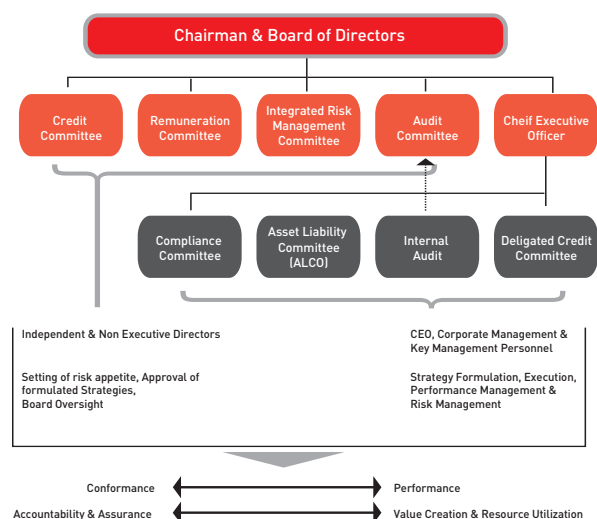 Chairman & Board of Directors
Credit
Committee
Remuneration
Committee
Integrated Risk
Management
Committee
Audit
Committee
Cheif Executive
Officer
Compliance
Committee
Asset Liability
Committee
(ALCO)
Internal
Audit
Deligated Credit
Committee
Independent & Non Executive Directors
Setting of risk appetite, Approval of
formulated Strategies,
Board Oversight
CEO, Corporate Management &
Key Management Personnel
Strategy Formulation, Execution,
Performance Management &
Risk Management
Conformance
Performance
Accountability & Assurance
Value Creation & Resource Utilization